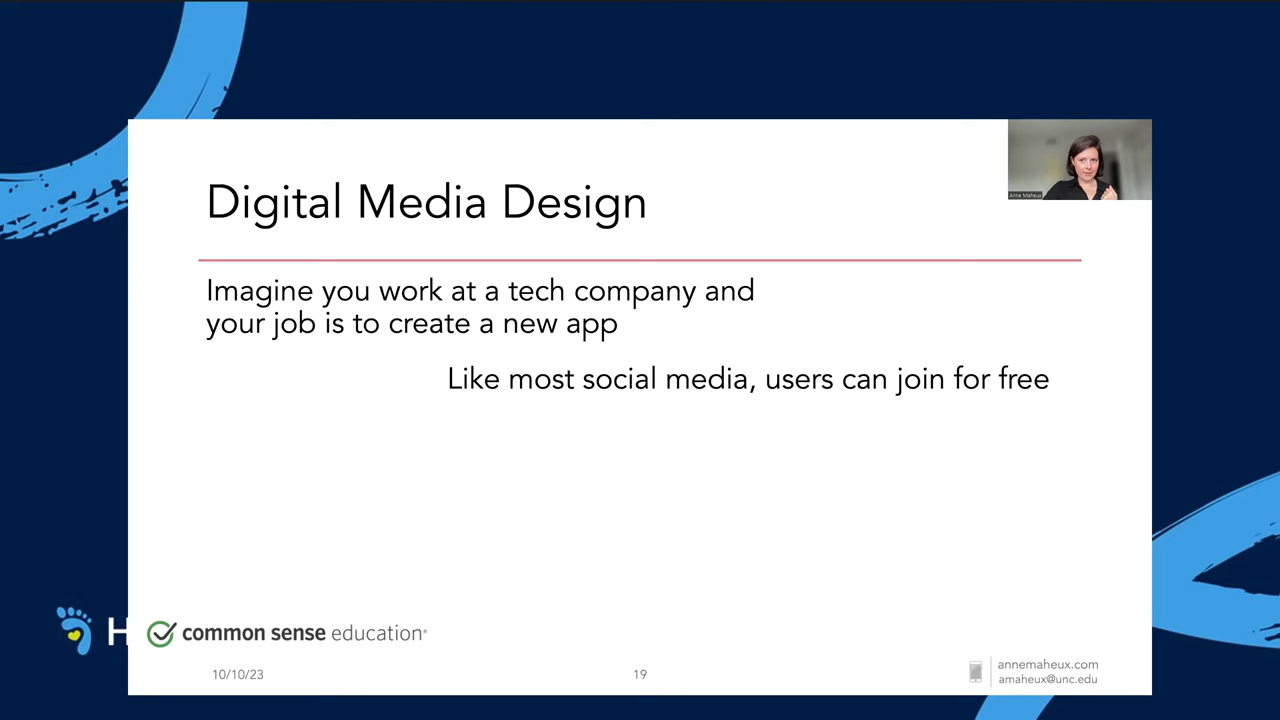 Digital Media Design
Anne Maheux
Imagine you work at a tech company and
your job is to create a new app
Like most social media, users can join for free
H
common sense education®
10/10/23
19
annemaheux.com
amaheux@unc.edu